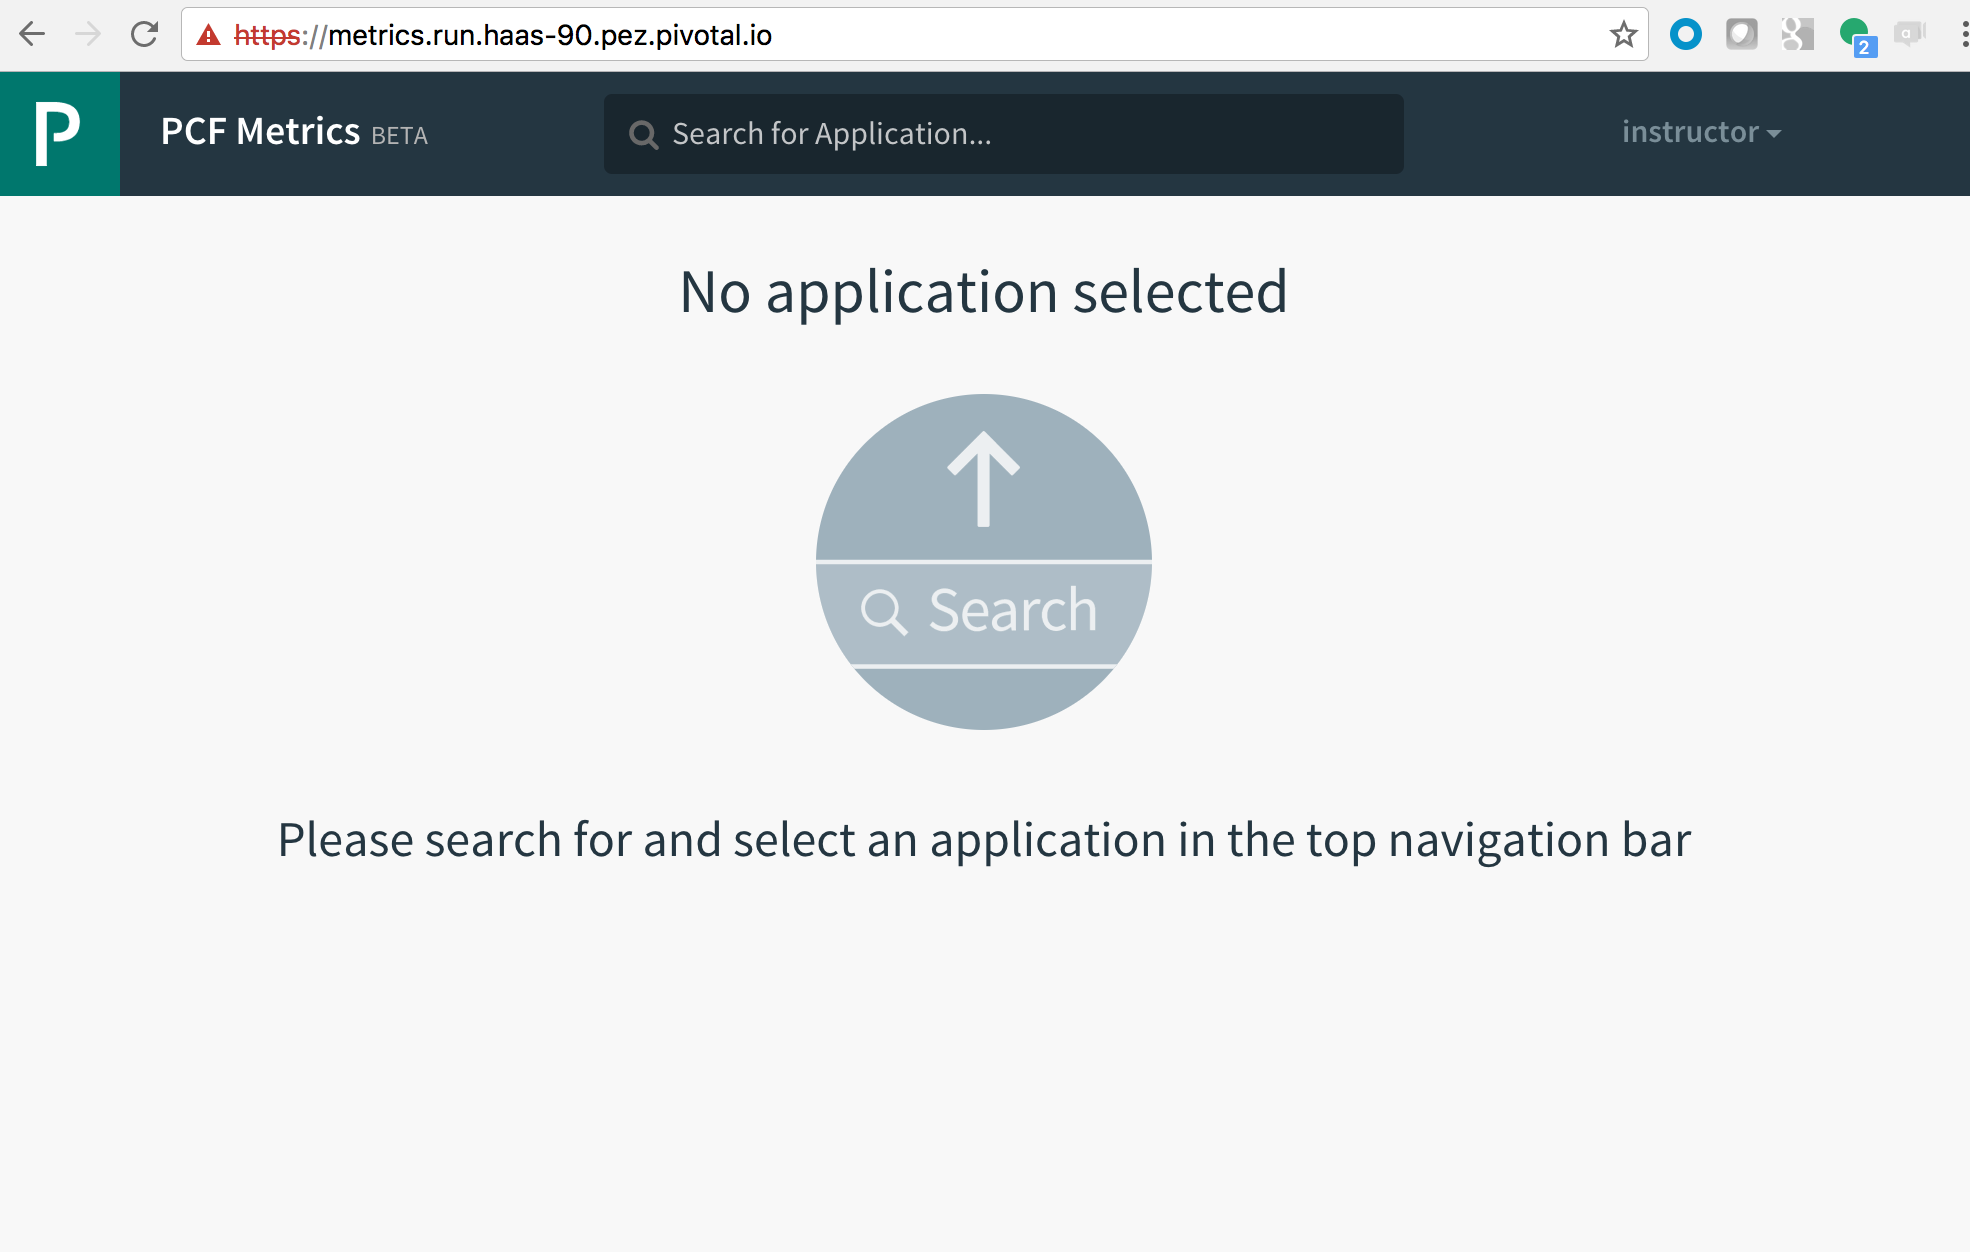 https://metrics.run.haas-90.pez.pivotal.io
2
a
P
PCF Metrics BETA
Search for Application...
instructor
No application selected
Search
Please search for and select an application in the top navigation bar